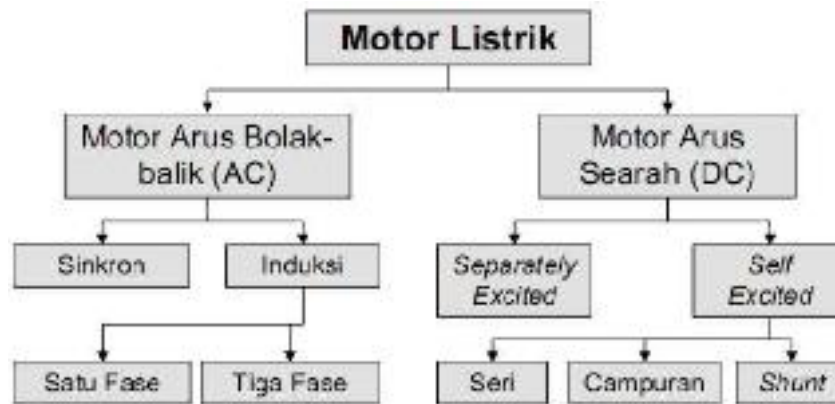 Motor Listrik
Motor Arus Bolak-
balik (AC)
Motor Arus
Searah (DC)
Sinkron
Induksi
Separately
Excited
Self
Excited
Satu Fase
Tiga Fase
Seri
Campuran
Shunt